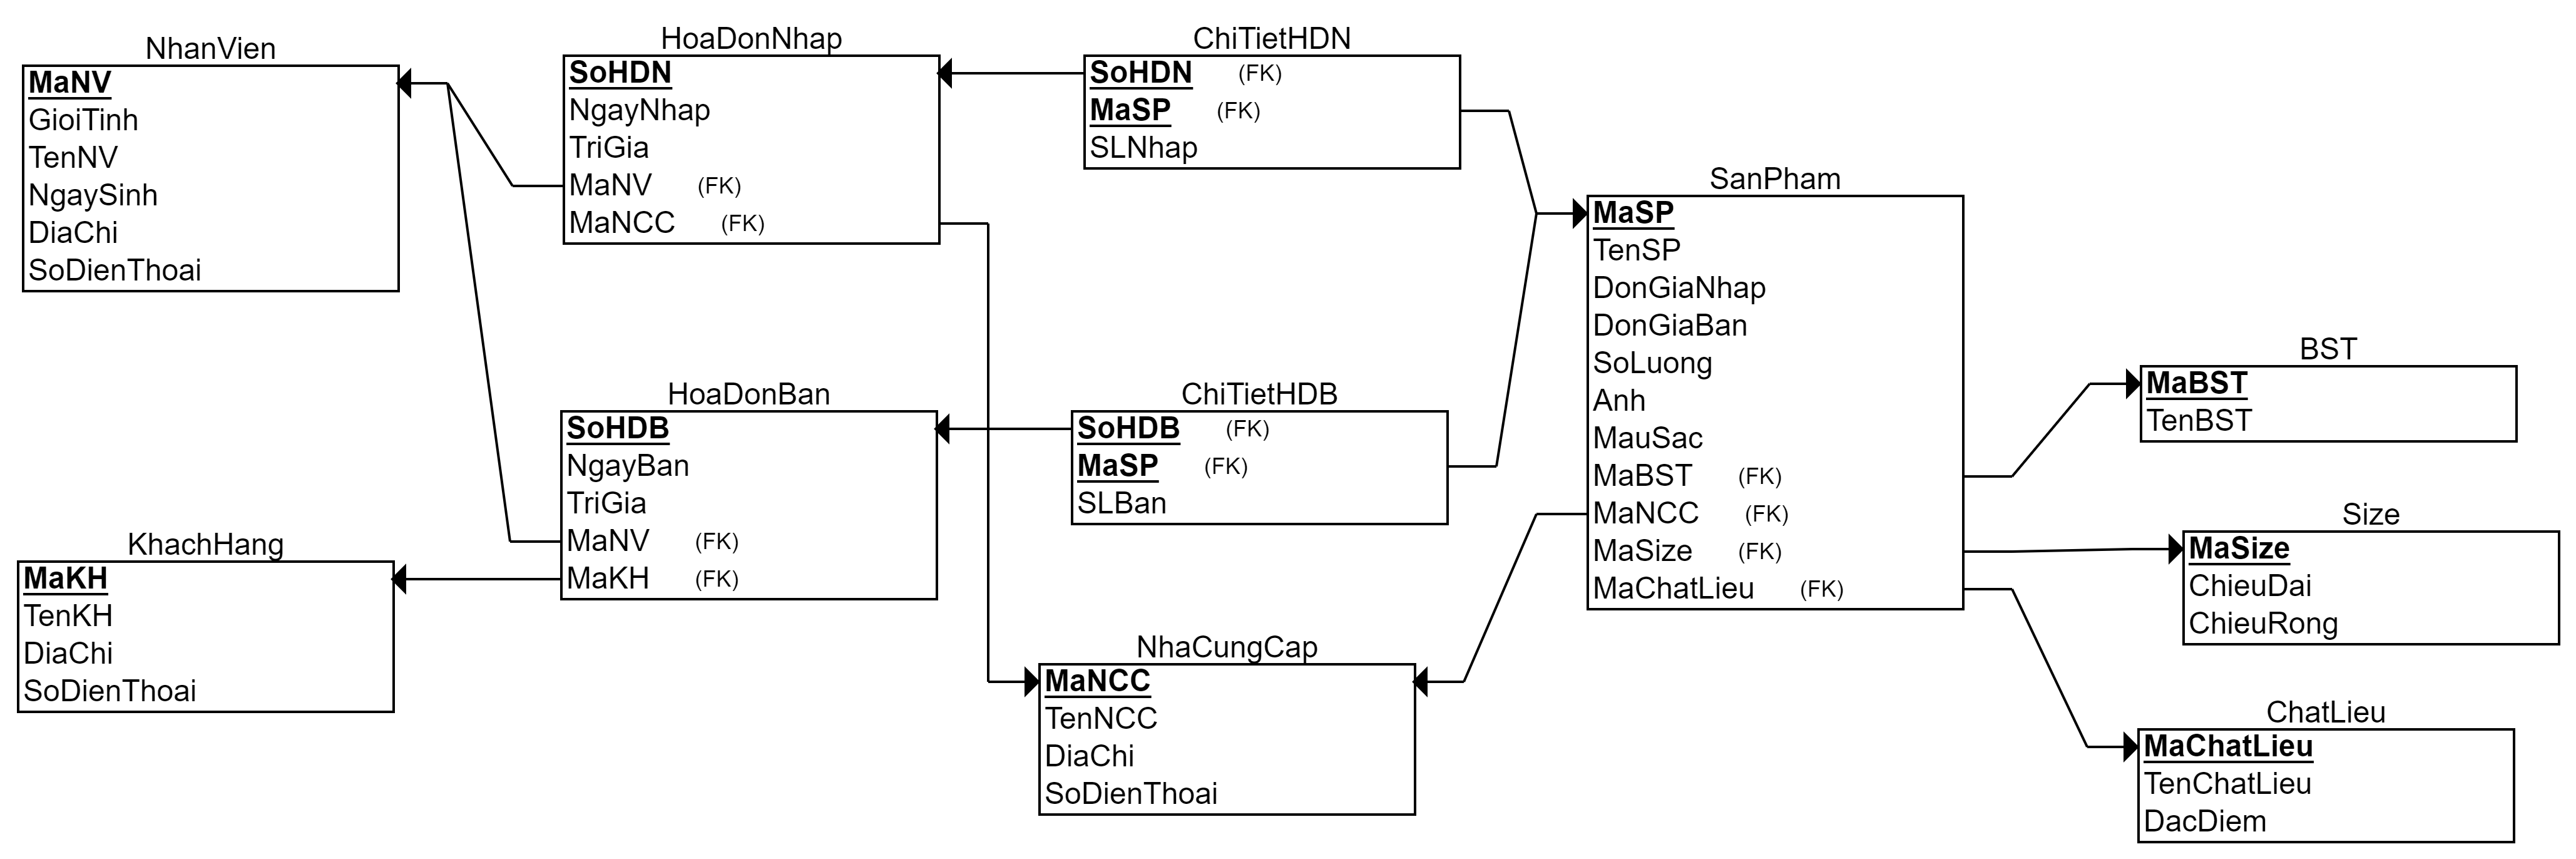 NhanVien
MaNV
GioiTinh
TenNV
NgaySinh
DiaChi
SoDienThoai
HoaDonNhap
SoHDN
NgayNhap
TriGia
MaNV (FK)
MaNCC (FK)
ChiTietHDN
SoHDN (FK)
MaSP (FK)
SLNhap
SanPham
MaSP
TenSP
DonGiaNhap
DonGiaBan
SoLuong
Anh
MauSac
MaBST (FK)
MaNCC (FK)
MaSize (FK)
MaChatLieu (FK)
BST
MaBST
TenBST
HoaDonBan
SoHDB
NgayBan
TriGia
MaNV (FK)
MaKH (FK)
ChiTietHDB
SoHDB (FK)
MaSP (FK)
SLBan
Size
MaSize
ChieuDai
ChieuRong
KhachHang
MaKH
TenKH
DiaChi
SoDienThoai
NhaCungCap
MaNCC
TenNCC
DiaChi
SoDienThoai
ChatLieu
MaChatLieu
TenChatLieu
DacDiem